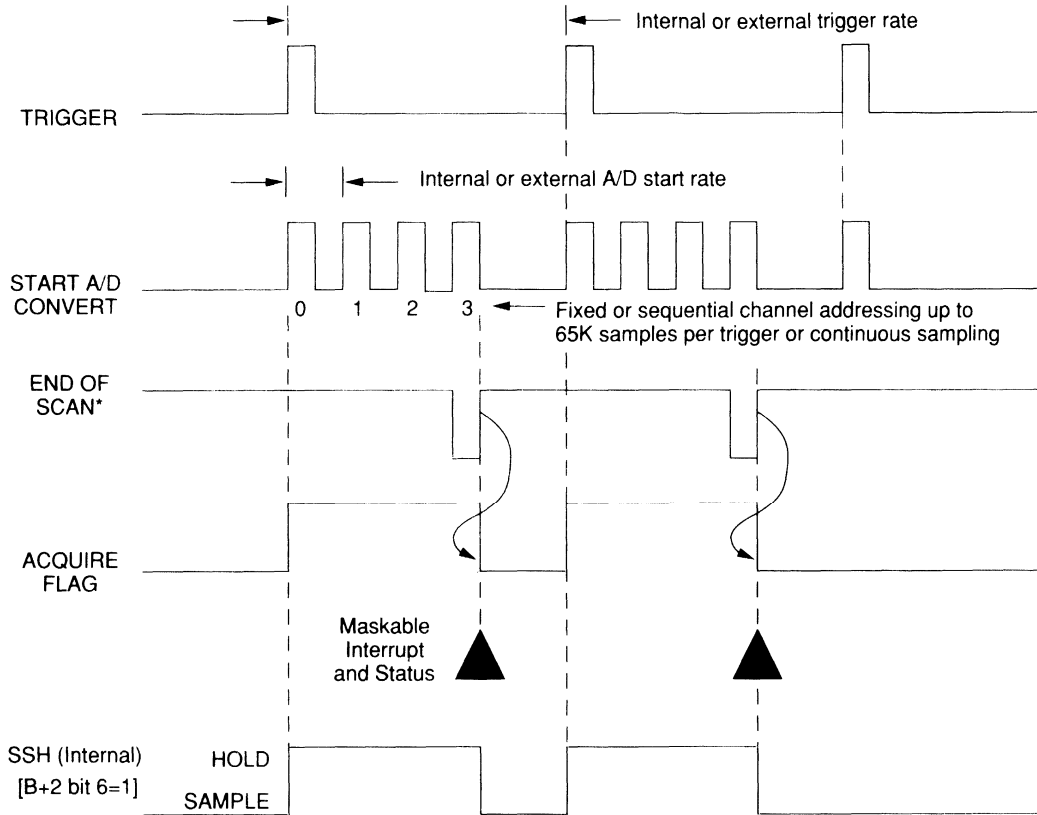 Internal or external trigger rate
TRIGGER
Internal or external A/D start rate
START A/D
CONVERT
0 1 2 3
Fixed or sequential channel addressing up to
65K samples per trigger or continuous sampling
END OF
SCAN*
ACQUIRE
FLAG
Maskable
Interrupt
and Status
SSH (Internal)
[B+2 bit 6=1]
HOLD
SAMPLE